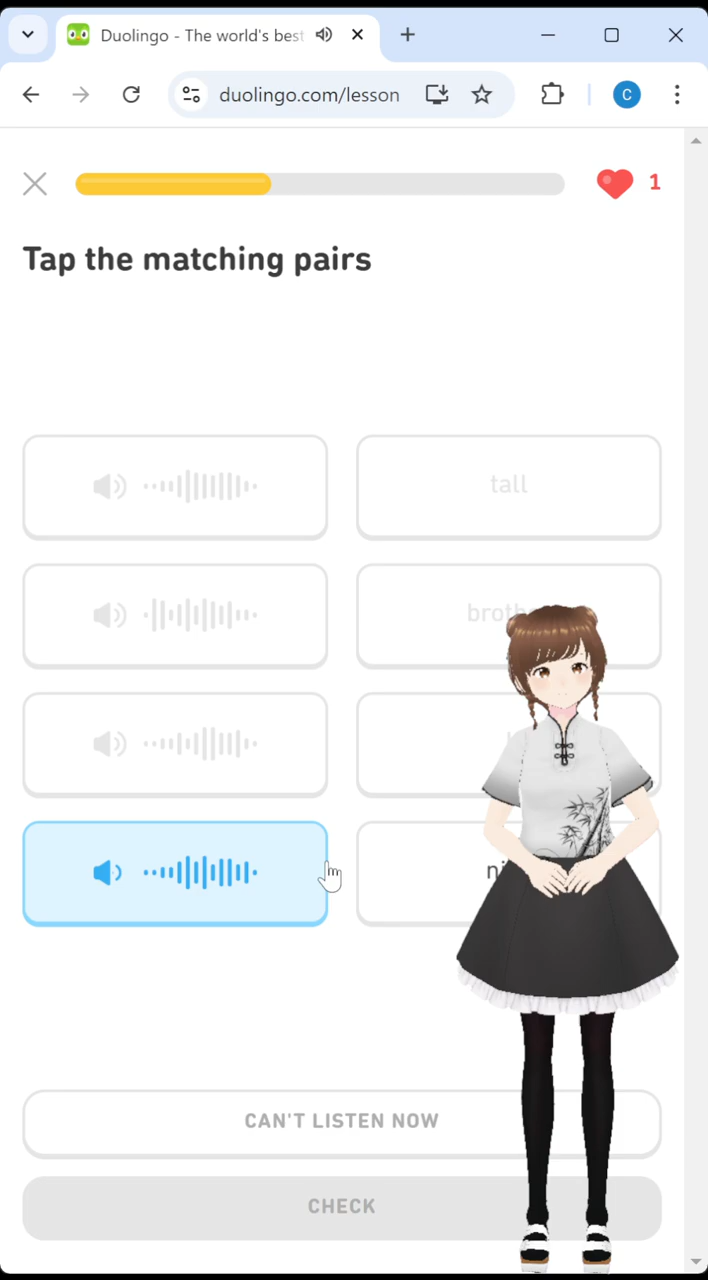 Duolingo - The world's best
duolingo.com/lesson
C
1
Tap the matching pairs
tall
CAN'T LISTEN NOW
CHECK